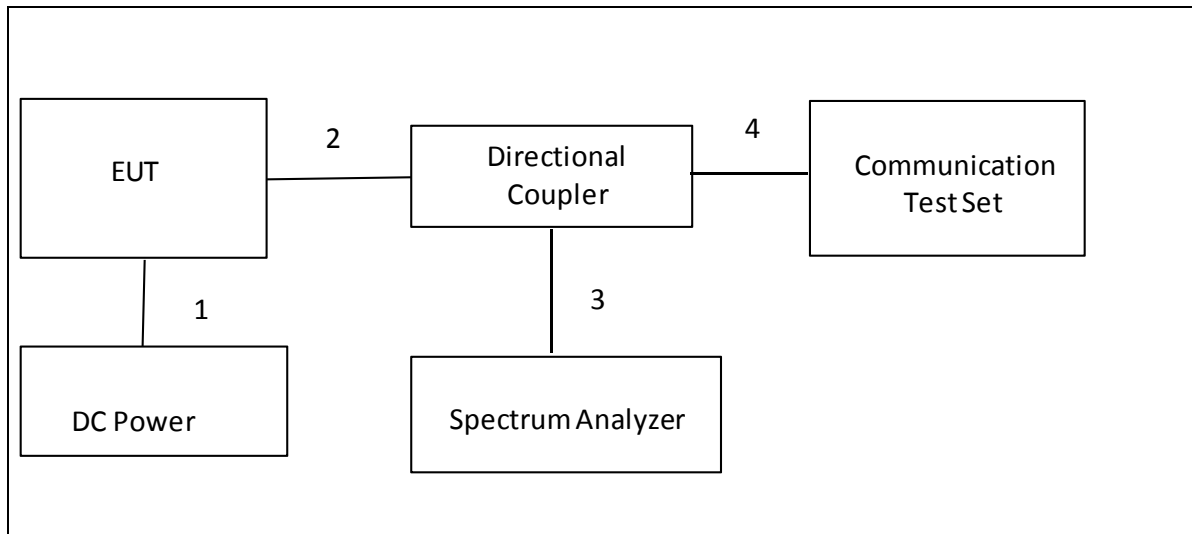 EUT
2
Directional
Coupler
4
Communication
Test Set
1
3
DC Power
Spectrum Analyzer